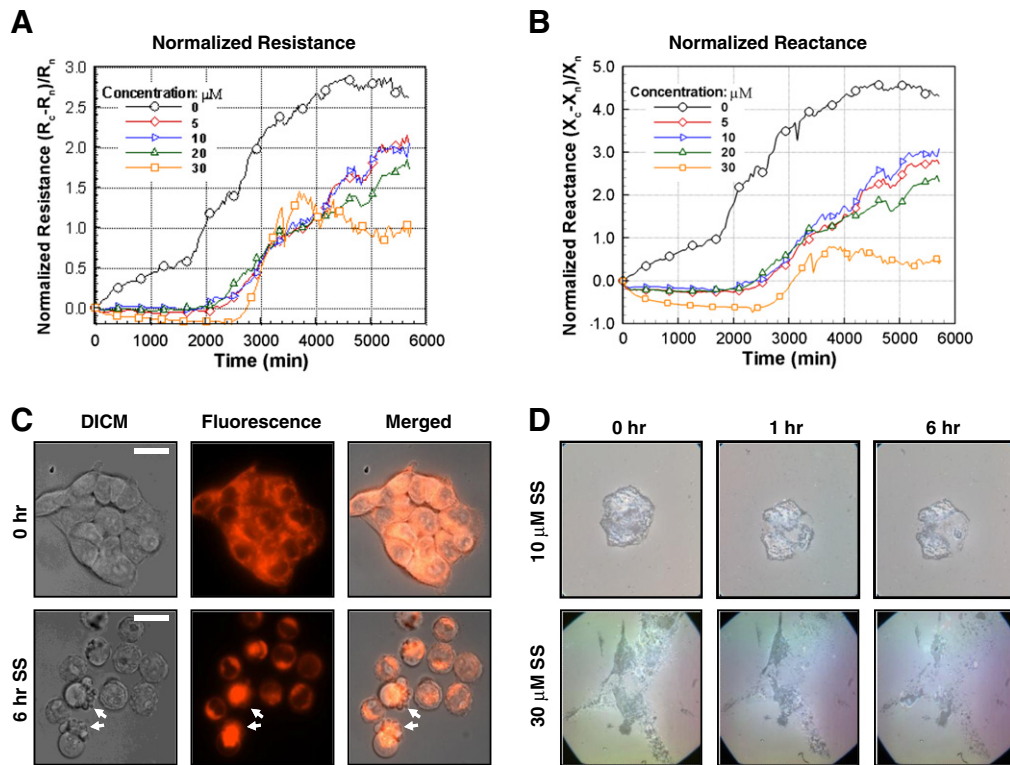 A
Normalized Resistance
Normalized Resistance (Rc-Rn)/Rn
3.0
2.5
2.0
1.5
1.0
0.5
0.0
Concentration: μM
0
5
10
20
30
0 1000 2000 3000 4000 5000 6000
Time (min)
B
Normalized Reactance
Normalized Reactance (Xc-Xn)/Xn
5.0
4.0
3.0
2.0
1.0
0.0
-1.0
Concentration: μM
0
5
10
20
30
0 1000 2000 3000 4000 5000 6000
Time (min)
C
DICM Fluorescence Merged
0 hr
6 hr SS
D
0 hr 1 hr 6 hr
10 μM SS
30 μM SS